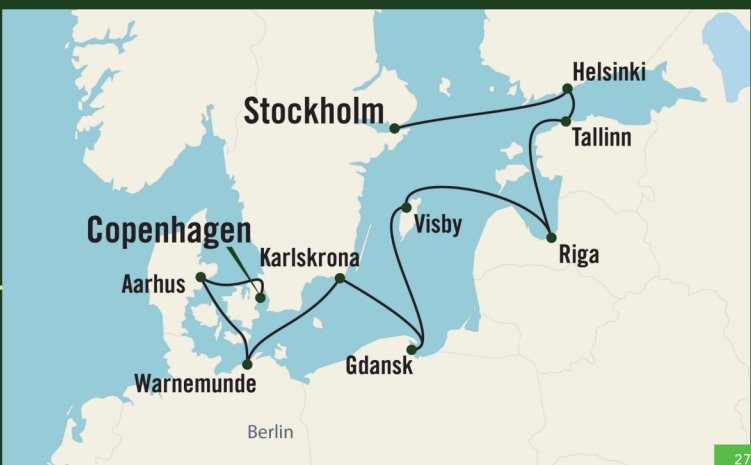 Helsinki
Stockholm
Tallinn
Visby
Copenhagen
Karlskrona
Riga
Aarhus
Gdansk
Warnemunde
Berlin
27